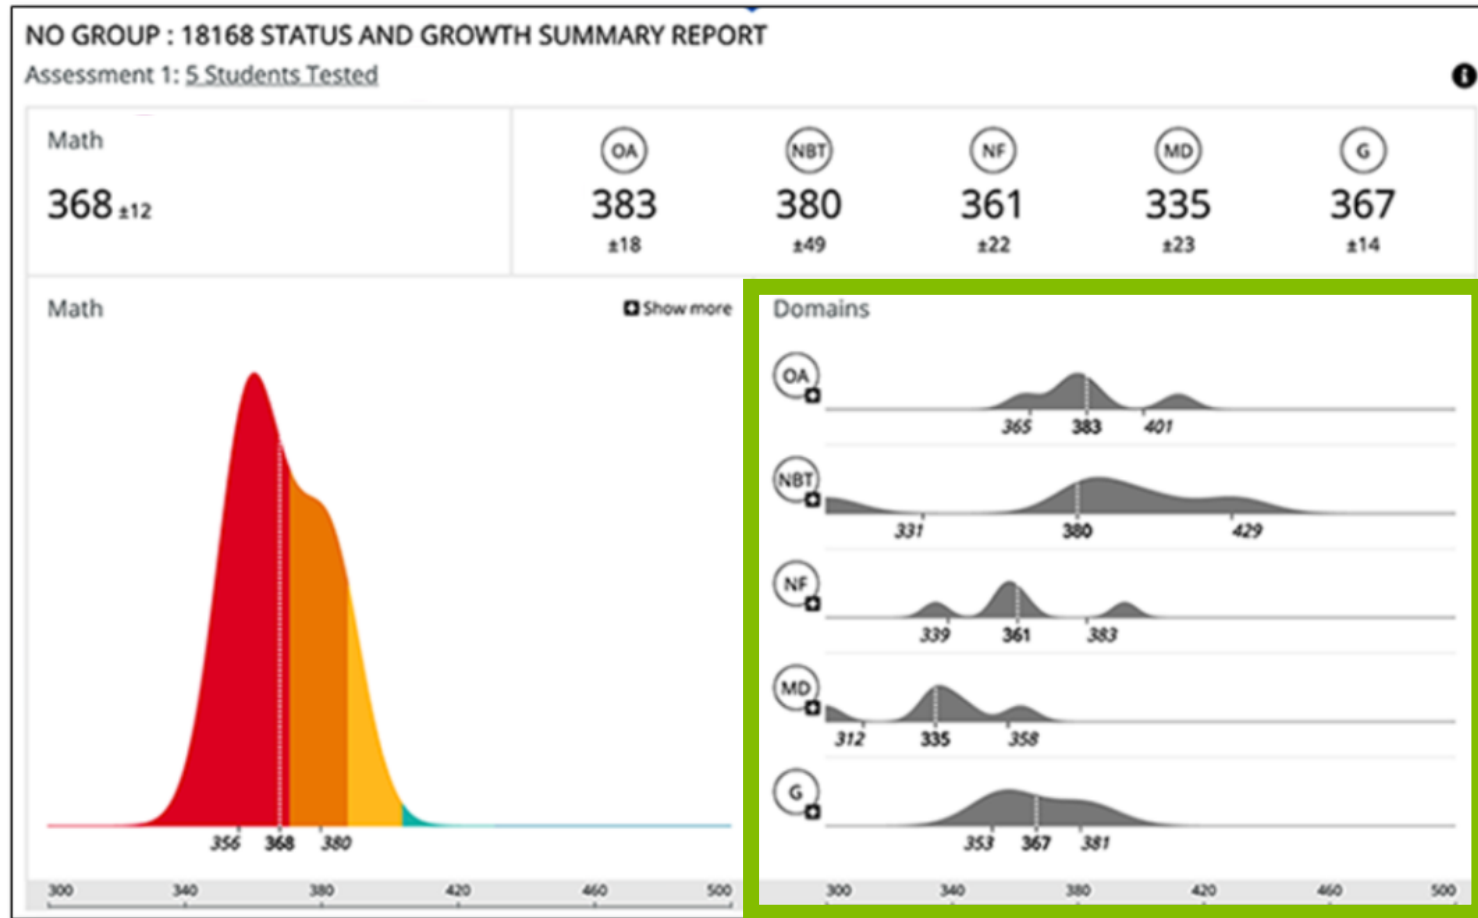 NO GROUP : 18168 STATUS AND GROWTH SUMMARY REPORT
Assessment 1: 5 Students Tested
Math
368 ±12
OA NBT NF MD G
383 380 361 335 367
±18 ±49 ±22 ±23 ±14
Math Show more
356 368 380
300 340 380 420 460 500
Domains
OA
365 383 401
NBT
331 380 429
NF
339 361 383
MD
312 335 358
G
353 367 381
300 340 380 420 460 500